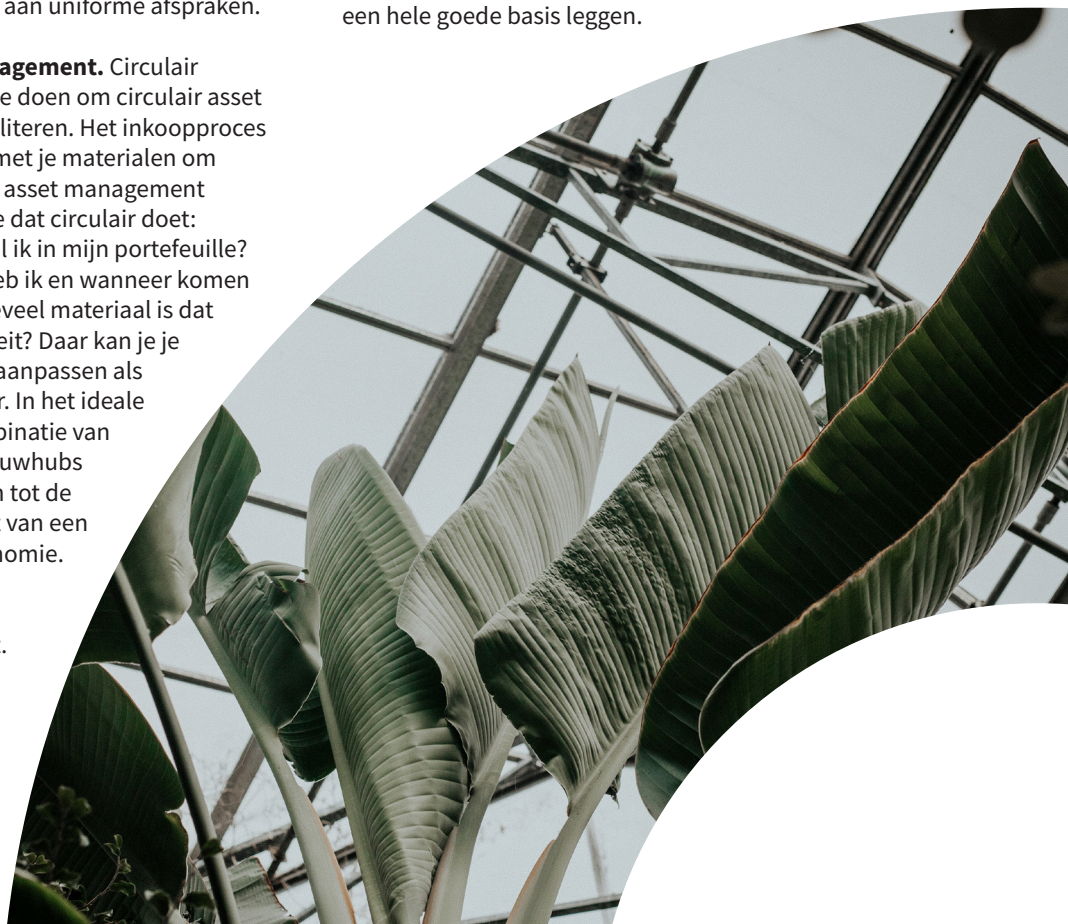 aan uniforme afspraken.
agement. Circulair
e doen om circulair asset
literen. Het inkoopproces
met je materialen om
asset management
e dat circulair doet:
l ik in mijn portefeuille?
eb ik en wanneer komen
eveel materiaal is dat
eit? Daar kan je je
aanpassen als
r. In het ideale
binatie van
uwhubs
n tot de
t van een
nomie.
t.
een hele goede basis leggen.